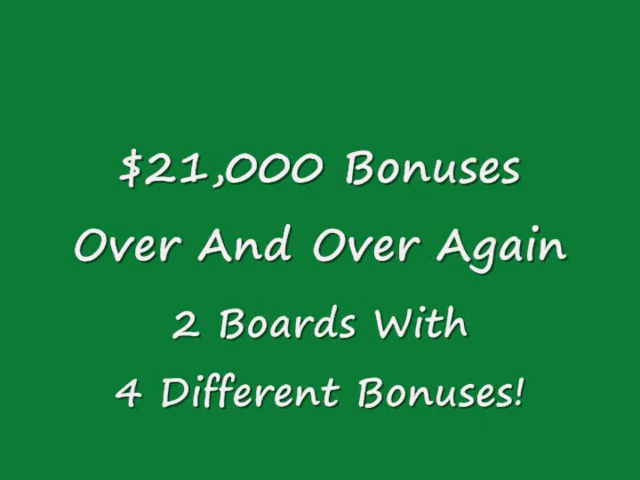 $21,000 Bonuses
Over And Over Again
2 Boards With
4 Different Bonuses!